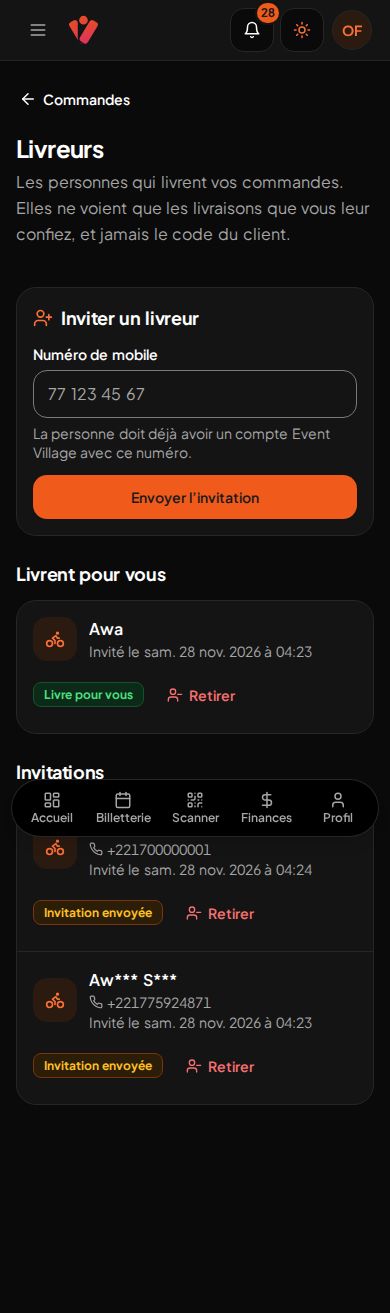 28
OF
Commandes
Livreurs
Les personnes qui livrent vos commandes.
Elles ne voient que les livraisons que vous leur
confiez, et jamais le code du client.
Inviter un livreur
Numéro de mobile
77 123 45 67
La personne doit déjà avoir un compte Event
Village avec ce numéro.
Envoyer l’invitation
Livrent pour vous
Awa
Invité le sam. 28 nov. 2026 à 04:23
Livre pour vous
Retirer
Invitations
Accueil
Billetterie
Scanner
Finances
Profil
+221700000001
Invité le sam. 28 nov. 2026 à 04:24
Invitation envoyée
Retirer
Aw*** S***
+221775924871
Invité le sam. 28 nov. 2026 à 04:23
Invitation envoyée
Retirer